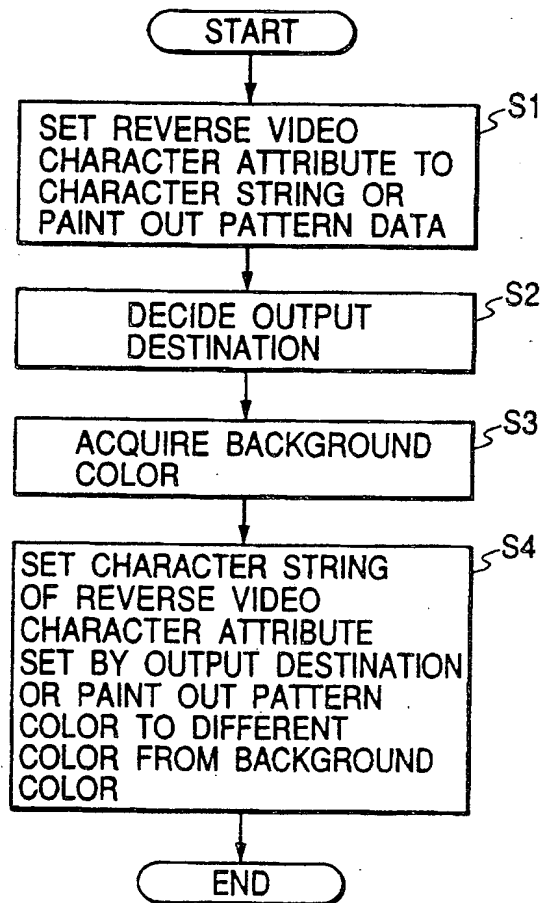 START
S1
SET REVERSE VIDEO
CHARACTER ATTRIBUTE TO
CHARACTER STRING OR
PAINT OUT PATTERN DATA
S2
DECIDE OUTPUT
DESTINATION
S3
ACQUIRE BACKGROUND
COLOR
S4
SET CHARACTER STRING
OF REVERSE VIDEO
CHARACTER ATTRIBUTE
SET BY OUTPUT DESTINATION
OR PAINT OUT PATTERN
COLOR TO DIFFERENT
COLOR FROM BACKGROUND
COLOR
END